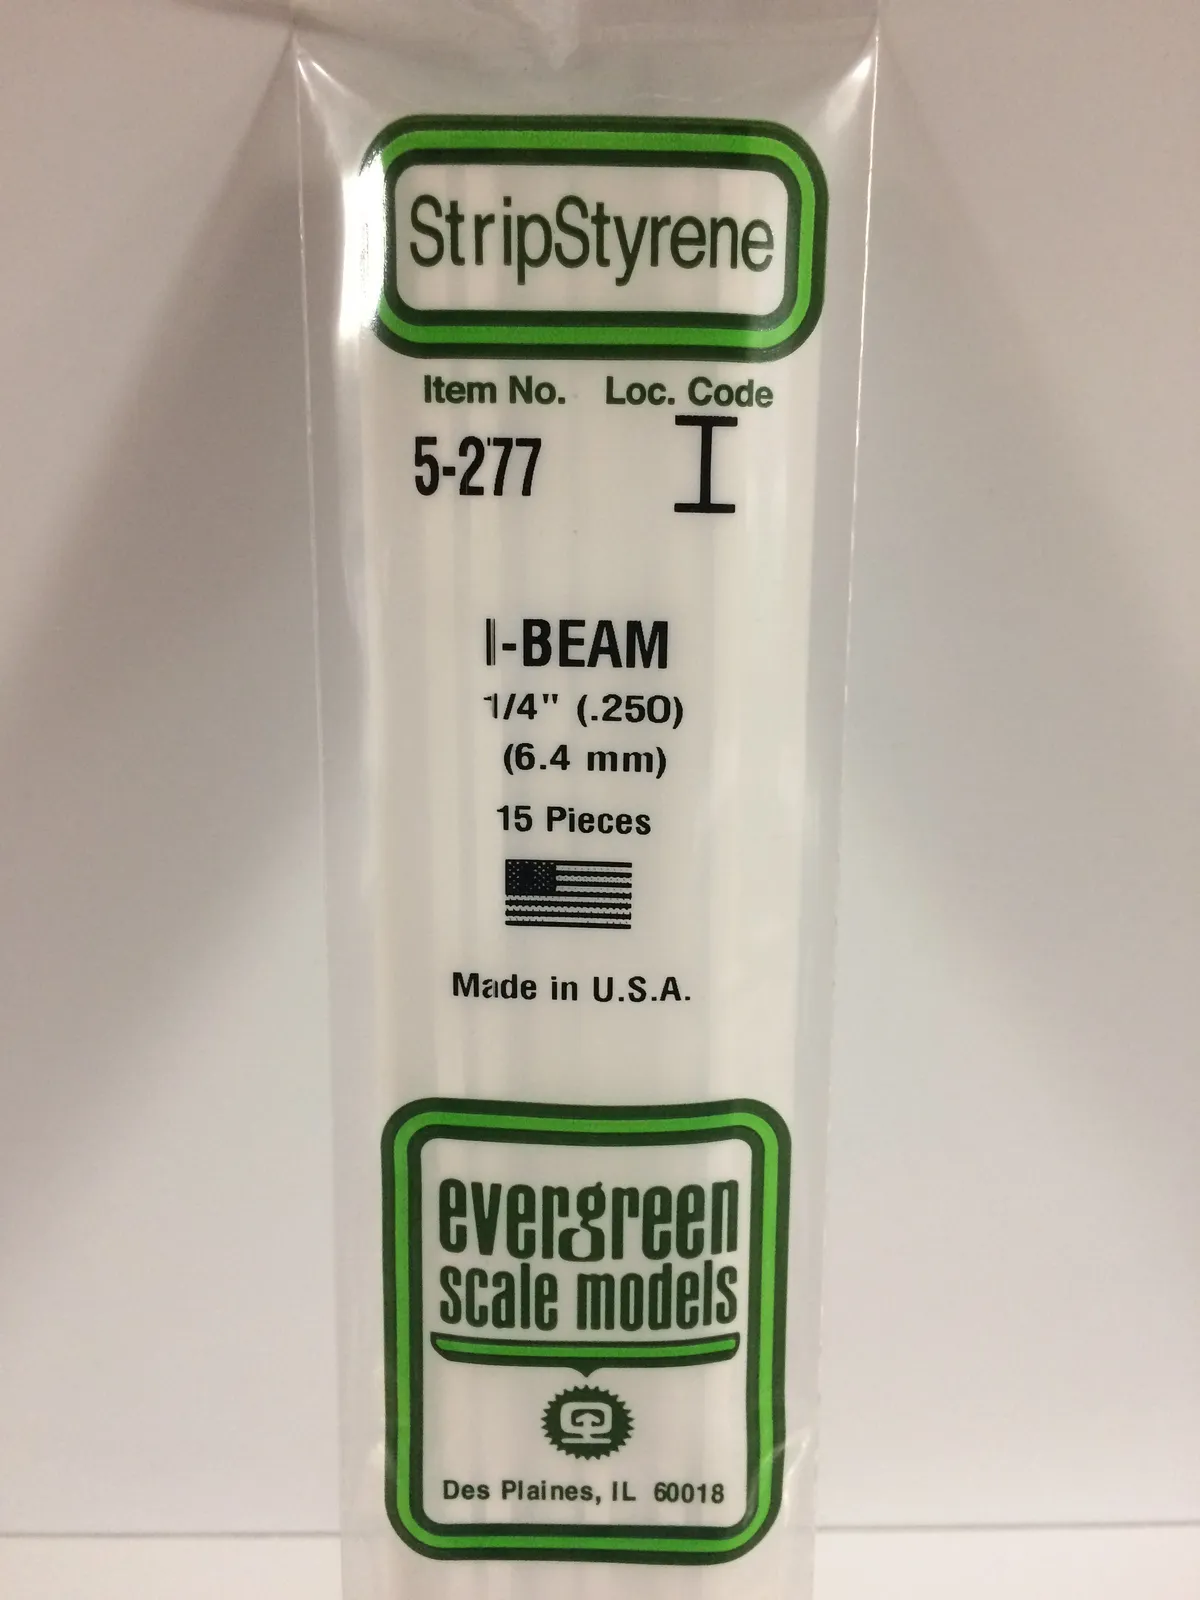 StripStyrene
Item No. Loc. Code
5-277 I
I-BEAM
1/4" (.250)
(6.4 mm)
15 Pieces
Made in U.S.A.
evergreen
scale models
Des Plaines, IL 60018